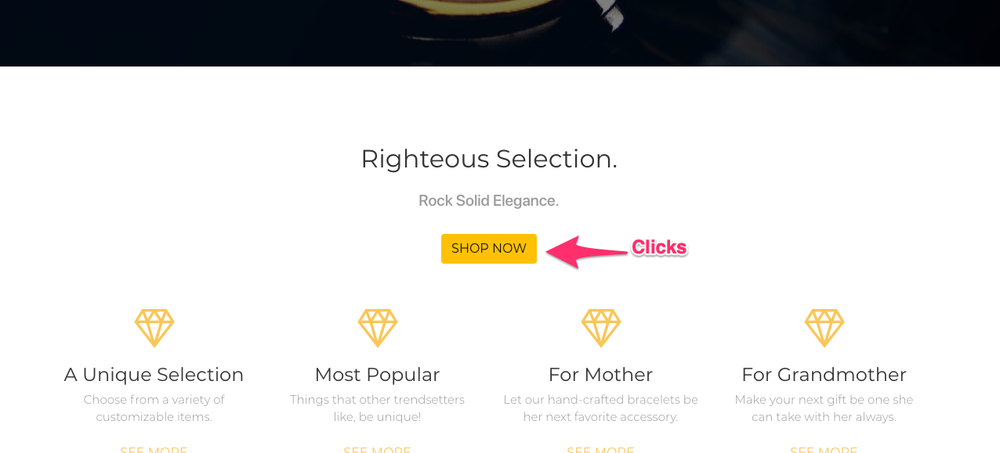 Righteous Selection.
Rock Solid Elegance.
SHOP NOW
Clicks
A Unique Selection
Choose from a variety of
customizable items.
SEE MORE
Most Popular
Things that other trendsetters
like, be unique!
SEE MORE
For Mother
Let our hand-crafted bracelets be
her next favorite accessory.
SEE MORE
For Grandmother
Make your next gift be one she
can take with her always.
SEE MORE